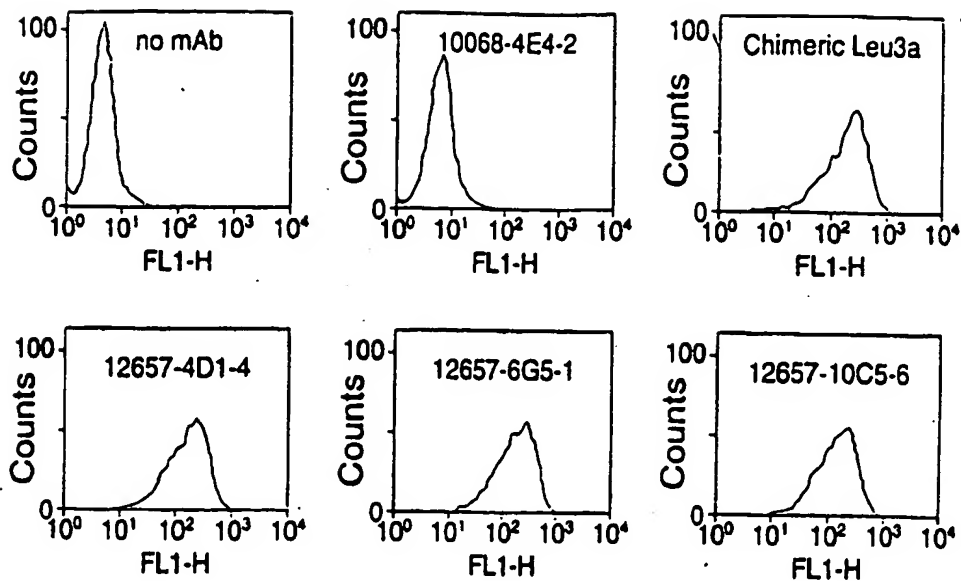 no mAb
100
Counts
0
10⁰ 10¹ 10² 10³ 10⁴
FL1-H
10068-4E4-2
100
Counts
0
10⁰ 10¹ 10² 10³ 10⁴
FL1-H
Chimeric Leu3a
100
Counts
0
10⁰ 10¹ 10² 10³ 10⁴
FL1-H
12657-4D1-4
100
Counts
0
10⁰ 10¹ 10² 10³ 10⁴
FL1-H
12657-6G5-1
100
Counts
0
10⁰ 10¹ 10² 10³ 10⁴
FL1-H
12657-10C5-6
100
Counts
0
10⁰ 10¹ 10² 10³ 10⁴
FL1-H